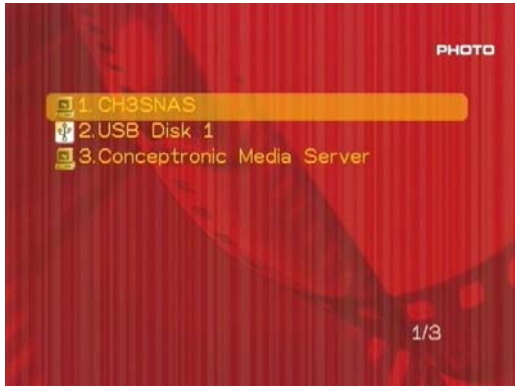 PHOTO
1. CH3SNAS
2.USB Disk 1
3.Conceptronic Media Server
1/3